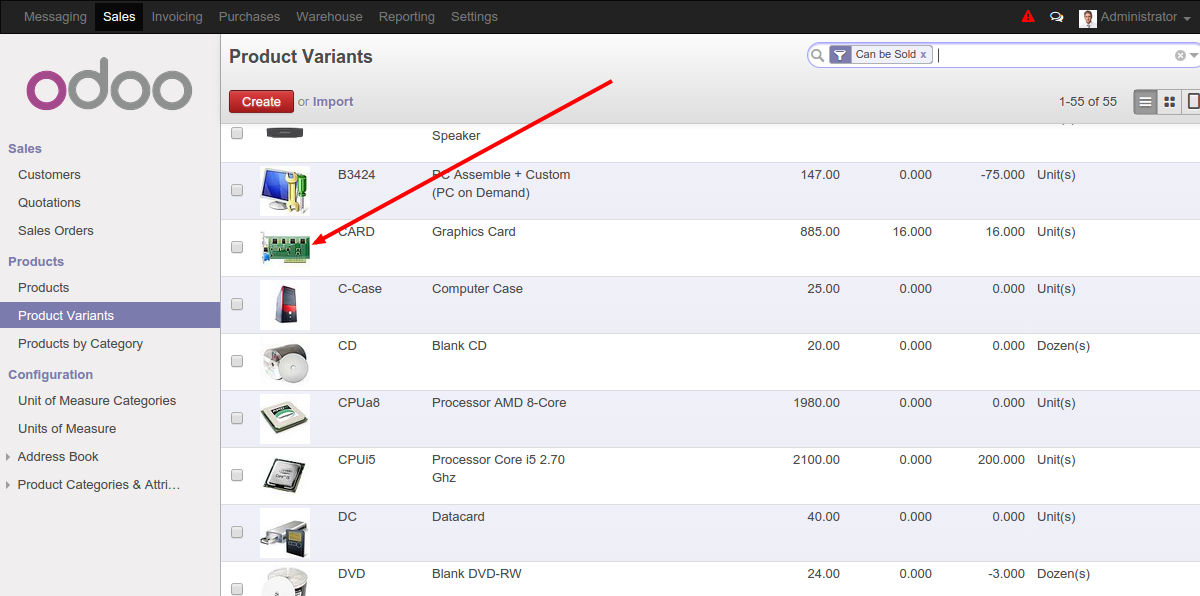 Messaging Sales Invoicing Purchases Warehouse Reporting Settings Administrator
odoo
Sales
Customers
Quotations
Sales Orders
Products
Products
Product Variants
Products by Category
Configuration
Unit of Measure Categories
Units of Measure
Address Book
Product Categories & Attri…
Product Variants
Can be Sold x
Create or Import
1-55 of 55
Speaker
B3424 PC Assemble + Custom 147.00 0.000 -75.000 Unit(s)
(PC on Demand)
CARD Graphics Card 885.00 16.000 16.000 Unit(s)
C-Case Computer Case 25.00 0.000 0.000 Unit(s)
CD Blank CD 20.00 0.000 0.000 Dozen(s)
CPUa8 Processor AMD 8-Core 1980.00 0.000 0.000 Unit(s)
CPUi5 Processor Core i5 2.70 2100.00 0.000 200.000 Unit(s)
Ghz
DC Datacard 40.00 0.000 0.000 Unit(s)
DVD Blank DVD-RW 24.00 0.000 -3.000 Dozen(s)